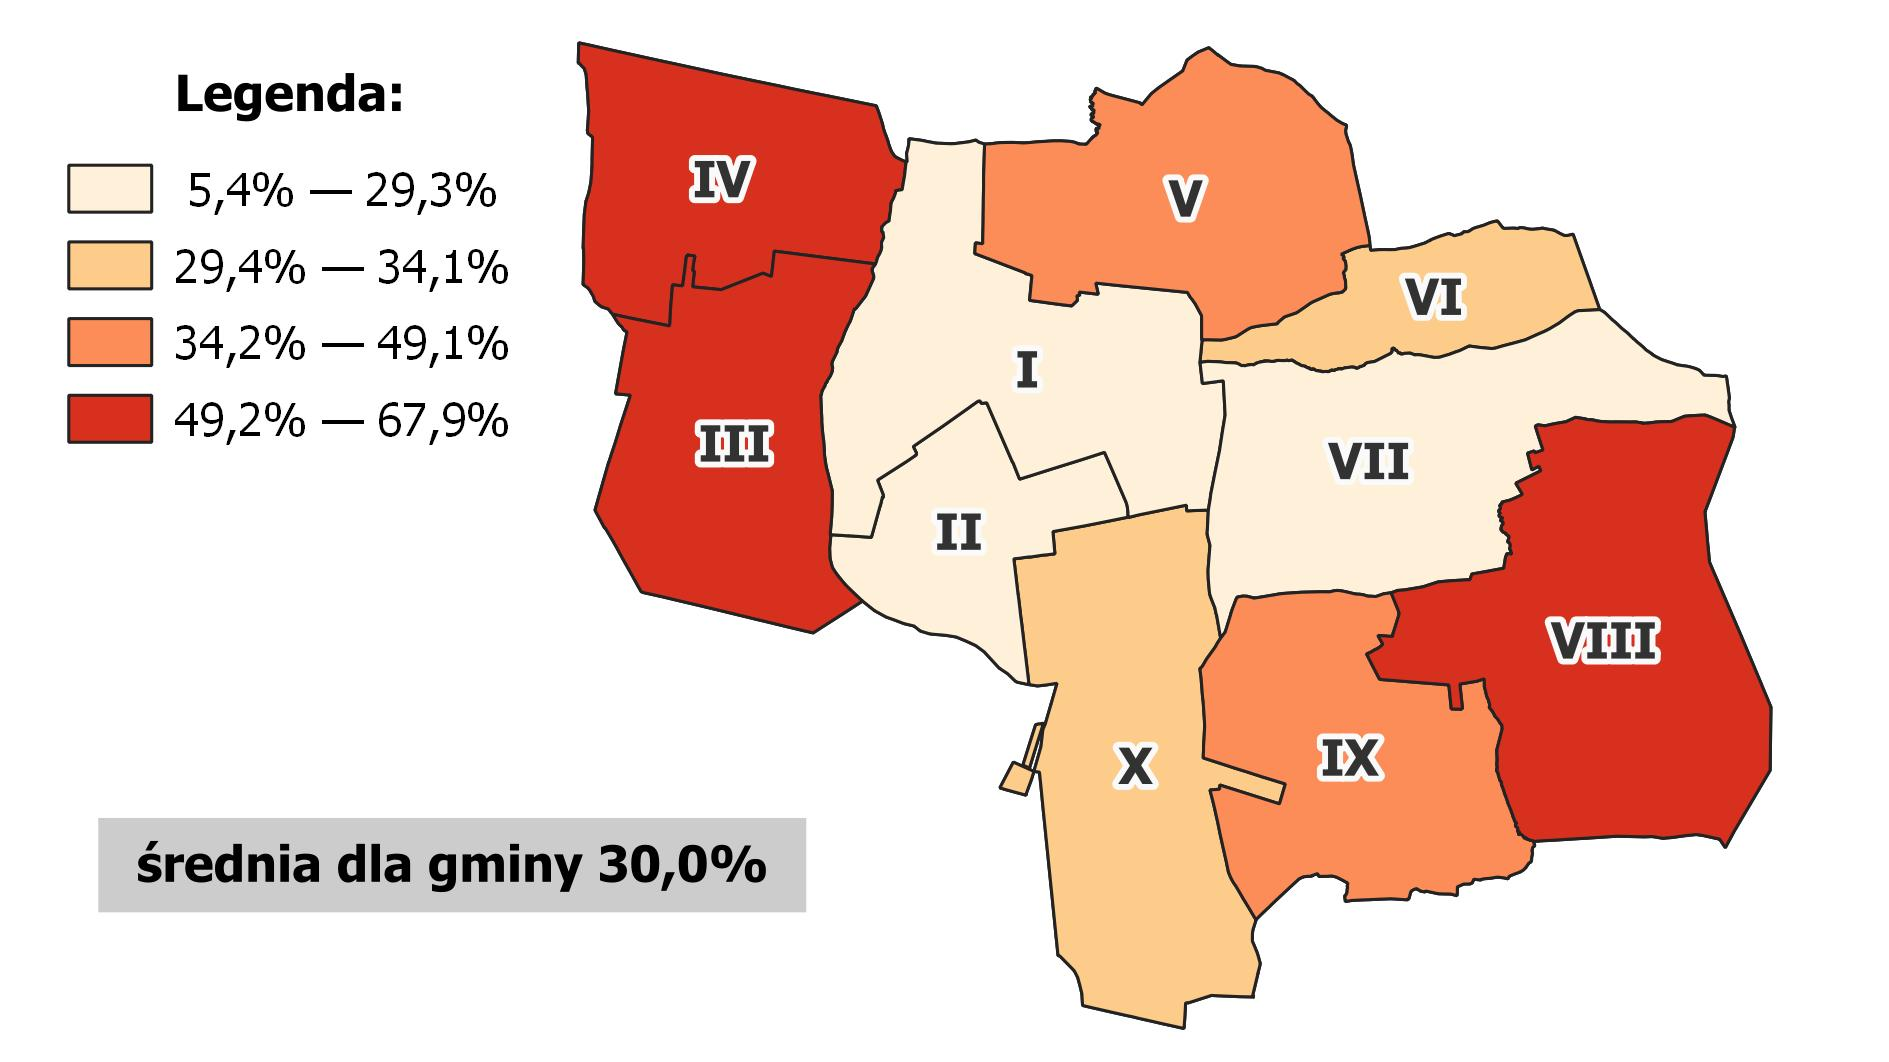 Legenda:
5,4% — 29,3%
29,4% — 34,1%
34,2% — 49,1%
49,2% — 67,9%
IV
V
VI
I
III
VII
II
VIII
IX
X
średnia dla gminy 30,0%